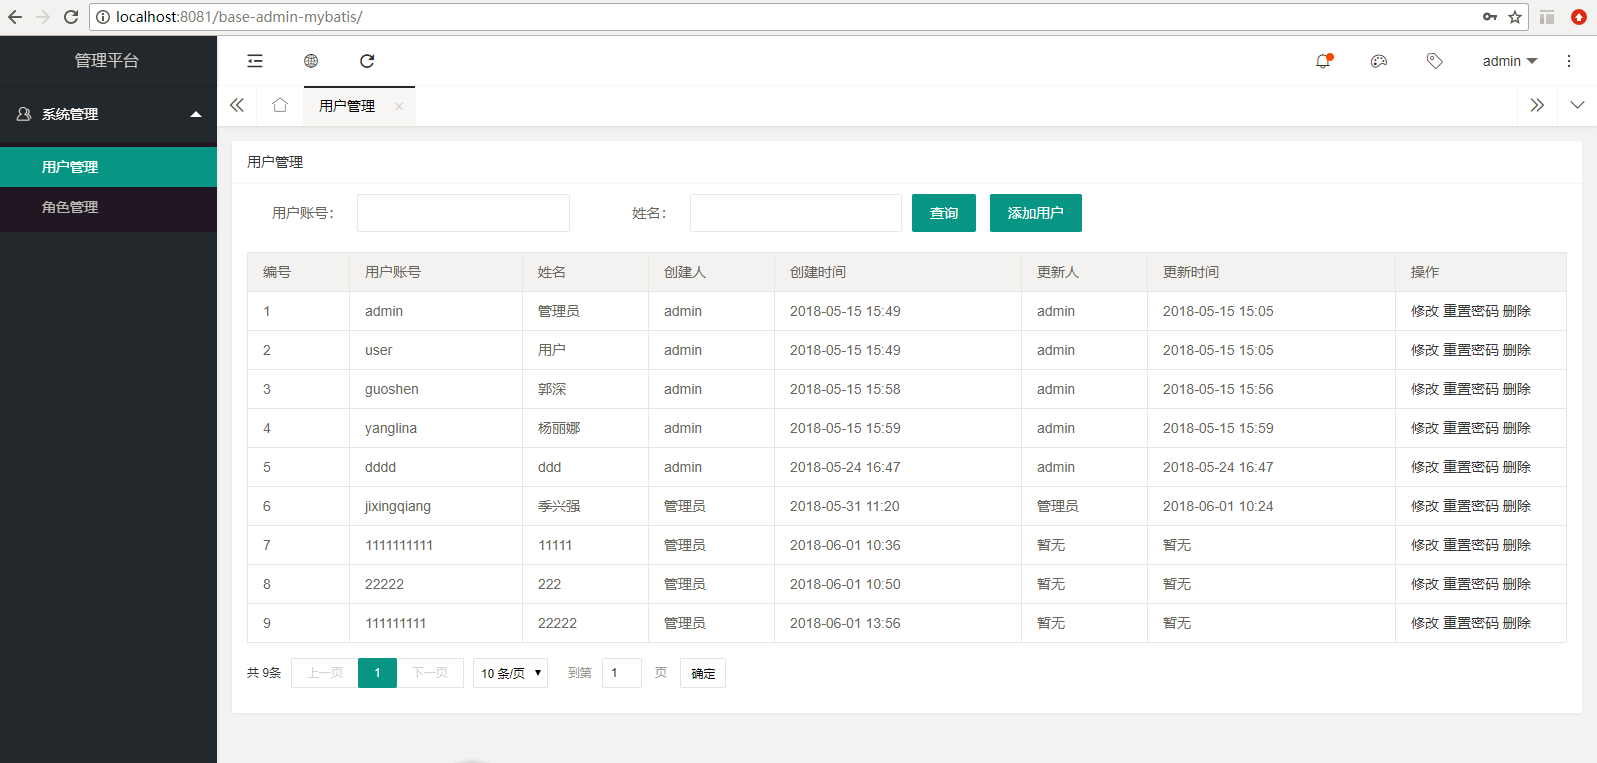 localhost:8081/base-admin-mybatis/
管理平台
admin
系统管理
用户管理
用户管理
角色管理
用户管理
用户账号： 姓名： 查询 添加用户
编号 用户账号 姓名 创建人 创建时间 更新人 更新时间 操作
1 admin 管理员 admin 2018-05-15 15:49 admin 2018-05-15 15:05 修改 重置密码 删除
2 user 用户 admin 2018-05-15 15:49 admin 2018-05-15 15:05 修改 重置密码 删除
3 guoshen 郭深 admin 2018-05-15 15:58 admin 2018-05-15 15:56 修改 重置密码 删除
4 yanglina 杨丽娜 admin 2018-05-15 15:59 admin 2018-05-15 15:59 修改 重置密码 删除
5 dddd ddd admin 2018-05-24 16:47 admin 2018-05-24 16:47 修改 重置密码 删除
6 jixingqiang 季兴强 管理员 2018-05-31 11:20 管理员 2018-06-01 10:24 修改 重置密码 删除
7 1111111111 11111 管理员 2018-06-01 10:36 暂无 暂无 修改 重置密码 删除
8 22222 222 管理员 2018-06-01 10:50 暂无 暂无 修改 重置密码 删除
9 111111111 22222 管理员 2018-06-01 13:56 暂无 暂无 修改 重置密码 删除
共 9条 上一页 1 下一页 10 条/页 到第 1 页 确定